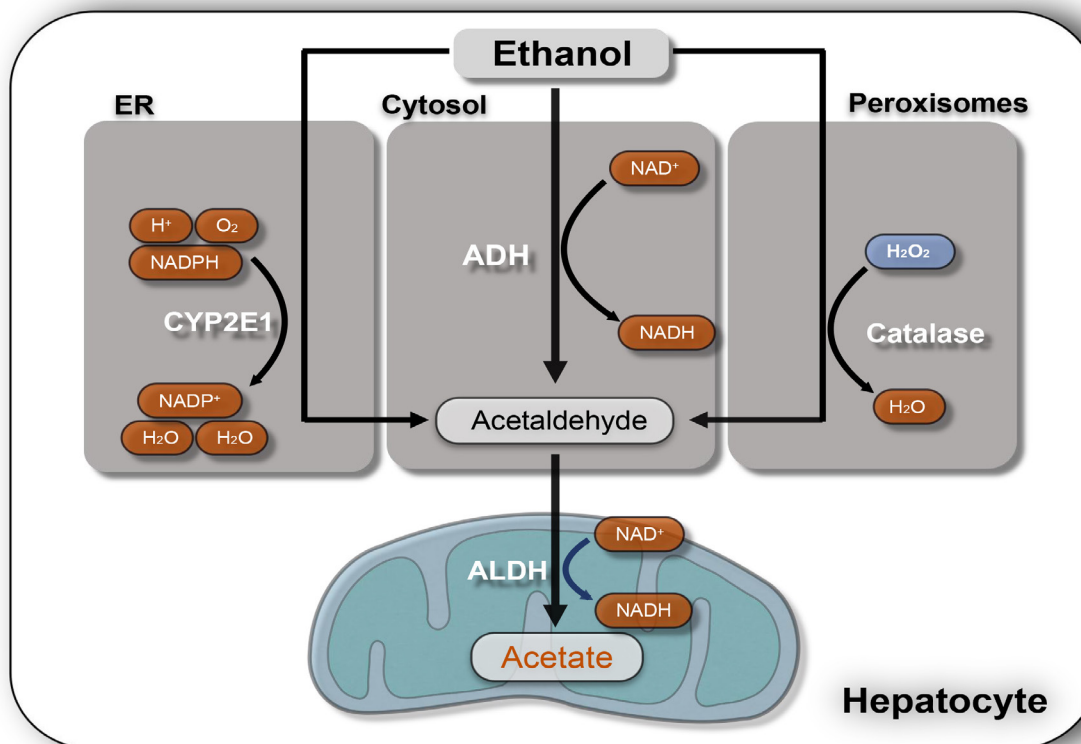 Ethanol
ER
Cytosol
Peroxisomes
NAD⁺
H⁺
O₂
NADPH
ADH
H₂O₂
CYP2E1
NADH
Catalase
NADP⁺
H₂O
H₂O
Acetaldehyde
H₂O
NAD⁺
ALDH
NADH
Acetate
Hepatocyte